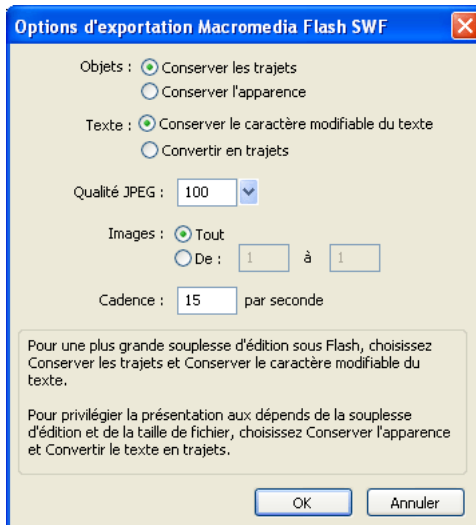 Options d'exportation Macromedia Flash SWF
Objets : Conserver les trajets
Conserver l'apparence
Texte : Conserver le caractère modifiable du texte
Convertir en trajets
Qualité JPEG : 100
Images : Tout
De : 1 à 1
Cadence : 15 par seconde
Pour une plus grande souplesse d'édition sous Flash, choisissez
Conserver les trajets et Conserver le caractère modifiable du
texte.
Pour privilégier la présentation aux dépends de la souplesse
d'édition et de la taille de fichier, choisissez Conserver l'apparence
et Convertir le texte en trajets.
OK Annuler